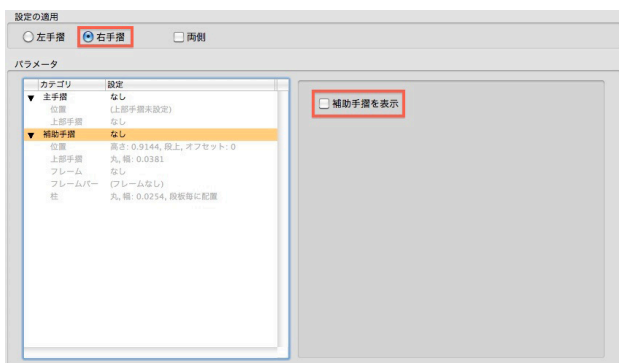 設定の適用
左手摺 右手摺 両側
パラメータ
カテゴリ 設定
▼ 主手摺 なし
位置 (上部手摺未設定)
上部手摺 なし
▼ 補助手摺 なし
位置 高さ: 0.9144, 段上, オフセット: 0
上部手摺 丸, 幅: 0.0381
フレーム なし
フレームバー (フレームなし)
柱 丸, 幅: 0.0254, 段板毎に配置
補助手摺を表示